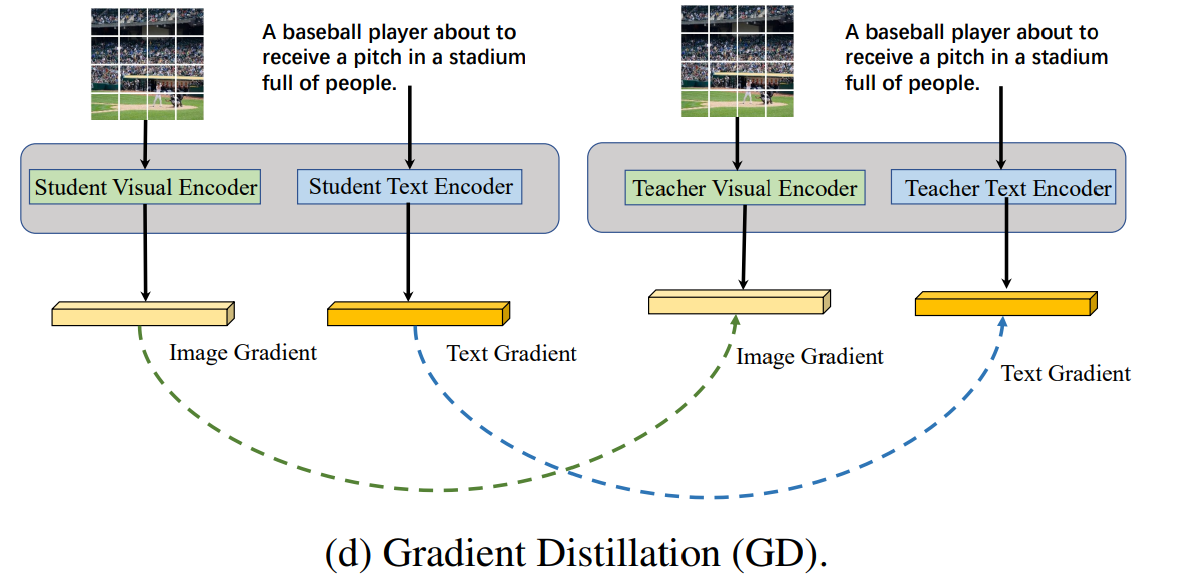 A baseball player about to
receive a pitch in a stadium
full of people.
A baseball player about to
receive a pitch in a stadium
full of people.
Student Visual Encoder
Student Text Encoder
Teacher Visual Encoder
Teacher Text Encoder
Image Gradient
Text Gradient
Image Gradient
Text Gradient
(d) Gradient Distillation (GD).